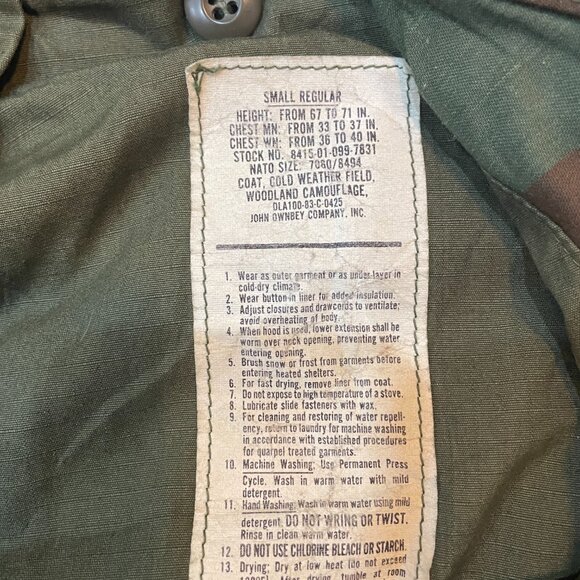 SMALL REGULAR
HEIGHT: FROM 67 TO 71 IN.
CHEST MN: FROM 33 TO 37 IN.
CHEST WN: FROM 36 TO 40 IN.
STOCK NO. 8415-01-099-7831
NATO SIZE: 7080/8494
COAT, COLD WEATHER FIELD,
WOODLAND CAMOUFLAGE,
DLA100-83-C-0425
JOHN OWNBEY COMPANY, INC.
1. Wear as outer garment or as under layer in
cold-dry climate.
2. Wear button-in liner for added insulation.
3. Adjust closures and drawcords to ventilate;
avoid overheating of body.
4. When hood is used, lower extension shall be
worn over neck opening, preventing water
entering opening.
5. Brush snow or frost from garments before
entering heated shelters.
6. For fast drying, remove liner from coat.
7. Do not expose to high temperature of a stove.
8. Lubricate slide fasteners with wax.
9. For cleaning and restoring of water repell-
ency, return to laundry for machine washing
in accordance with established procedures
for quarpel treated garments.
10. Machine Washing: Use Permanent Press
Cycle. Wash in warm water with mild
detergent.
11. Hand Washing: Wash in warm water using mild
detergent. DO NOT WRING OR TWIST.
Rinse in clean warm water.
12. DO NOT USE CHLORINE BLEACH OR STARCH.
13. Drying: Dry at low heat (do not exceed
After drying, tumble at room